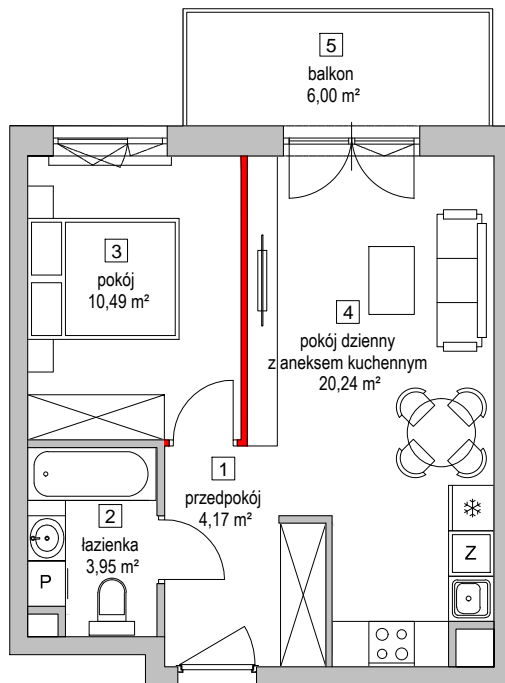 5
balkon
6,00 m²
3
pokój
10,49 m²
4
pokój dzienny
z aneksem kuchennym
20,24 m²
1
przedpokój
4,17 m²
2
łazienka
3,95 m²
P
Z